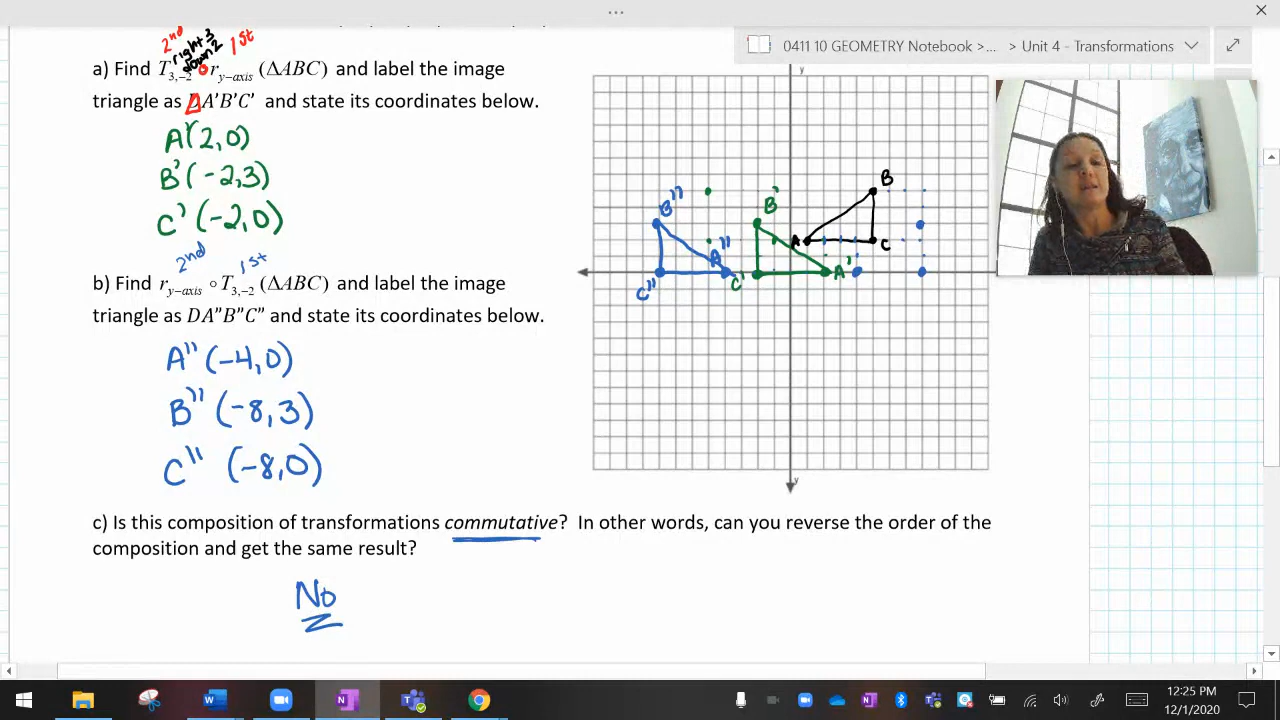 0411 10 GEOMETRY Notebook >... > Unit 4 - Transformations
2nd right 3 down 2 1st
a) Find T3,−2 ∘ ry−axis (ΔABC) and label the image
triangle as ΔA'B'C' and state its coordinates below.
A'(2,0)
B'(-2,3)
C'(-2,0)
2nd 1st
b) Find ry−axis ∘ T3,−2 (ΔABC) and label the image
triangle as DA"B"C" and state its coordinates below.
A"(-4,0)
B"(-8,3)
C" (-8,0)
y
B" B' B
A" A C
C" C' A'
y
c) Is this composition of transformations commutative? In other words, can you reverse the order of the
composition and get the same result?
No
12:25 PM
12/1/2020